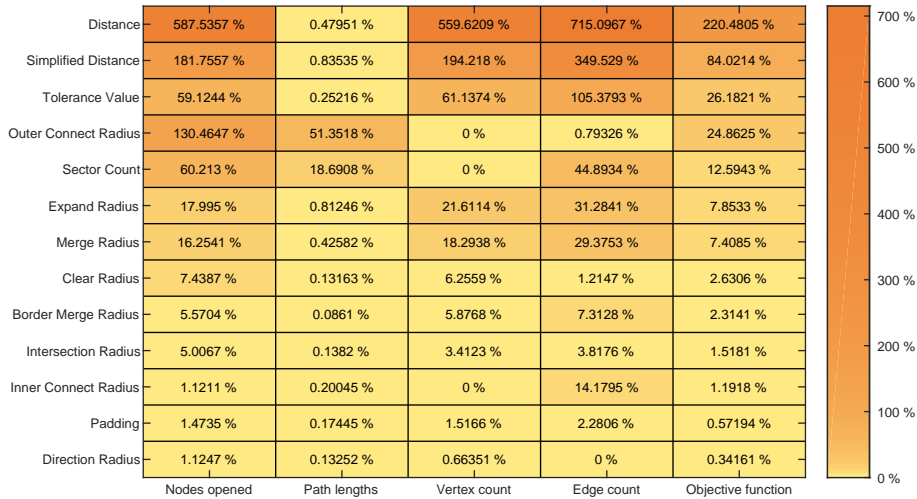 Distance 587.5357 % 0.47951 % 559.6209 % 715.0967 % 220.4805 %
Simplified Distance 181.7557 % 0.83535 % 194.218 % 349.529 % 84.0214 %
Tolerance Value 59.1244 % 0.25216 % 61.1374 % 105.3793 % 26.1821 %
Outer Connect Radius 130.4647 % 51.3518 % 0 % 0.79326 % 24.8625 %
Sector Count 60.213 % 18.6908 % 0 % 44.8934 % 12.5943 %
Expand Radius 17.995 % 0.81246 % 21.6114 % 31.2841 % 7.8533 %
Merge Radius 16.2541 % 0.42582 % 18.2938 % 29.3753 % 7.4085 %
Clear Radius 7.4387 % 0.13163 % 6.2559 % 1.2147 % 2.6306 %
Border Merge Radius 5.5704 % 0.0861 % 5.8768 % 7.3128 % 2.3141 %
Intersection Radius 5.0067 % 0.1382 % 3.4123 % 3.8176 % 1.5181 %
Inner Connect Radius 1.1211 % 0.20045 % 0 % 14.1795 % 1.1918 %
Padding 1.4735 % 0.17445 % 1.5166 % 2.2806 % 0.57194 %
Direction Radius 1.1247 % 0.13252 % 0.66351 % 0 % 0.34161 %
Nodes opened Path lengths Vertex count Edge count Objective function
700 %
600 %
500 %
400 %
300 %
200 %
100 %
0 %